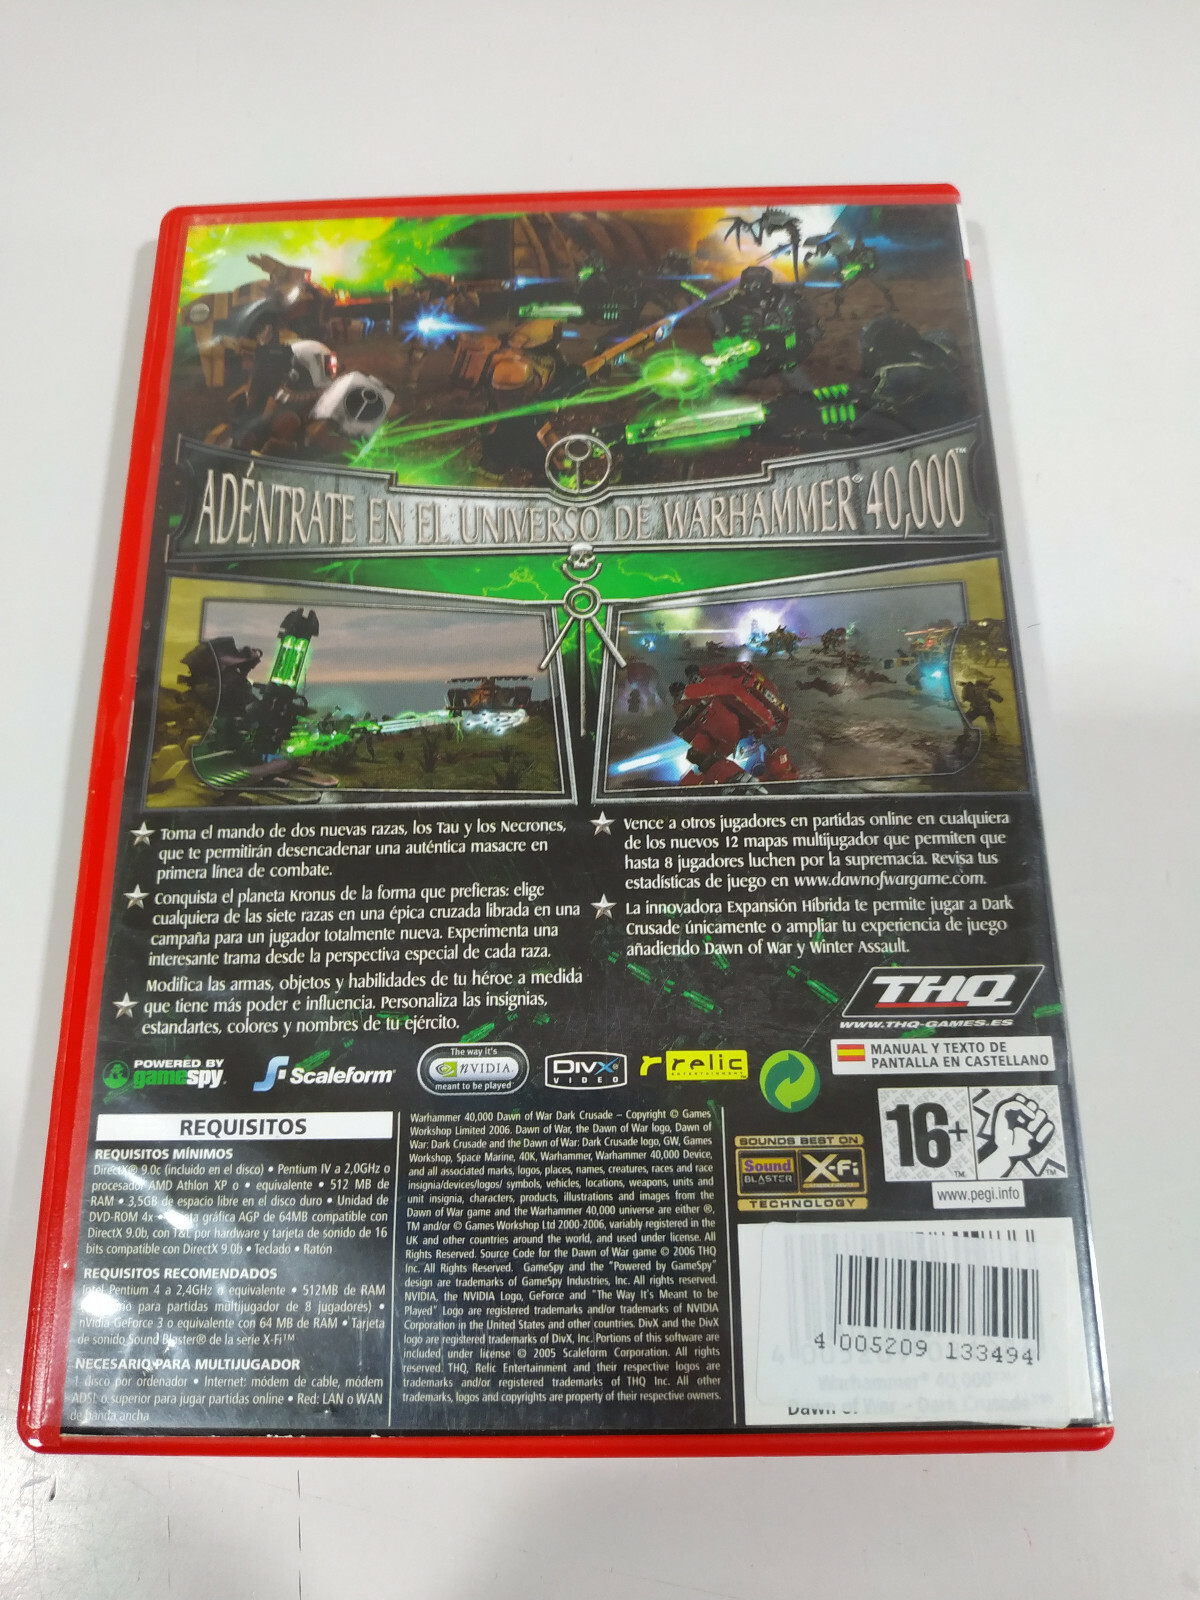 ADÉNTRATE EN EL UNIVERSO DE WARHAMMER® 40,000™
Toma el mando de dos nuevas razas, los Tau y los Necrones,
que te permitirán desencadenar una auténtica masacre en
primera línea de combate.
Conquista el planeta Kronus de la forma que prefieras: elige
cualquiera de las siete razas en una épica cruzada librada en una
campaña para un jugador totalmente nueva. Experimenta una
interesante trama desde la perspectiva especial de cada raza.
Modifica las armas, objetos y habilidades de tu héroe a medida
que tiene más poder e influencia. Personaliza las insignias,
estandartes, colores y nombres de tu ejército.
Vence a otros jugadores en partidas online en cualquiera
de los nuevos 12 mapas multijugador que permiten que
hasta 8 jugadores luchen por la supremacía. Revisa tus
estadísticas de juego en www.dawnofwargame.com.
La innovadora Expansión Híbrida te permite jugar a Dark
Crusade únicamente o ampliar tu experiencia de juego
añadiendo Dawn of War y Winter Assault.
THQ
WWW.THQ-GAMES.ES
POWERED BY
gamespy.
Scaleform
The way it's
NVIDIA.
meant to be played
DIVX
VIDEO
relic
ENTERTAINMENT
MANUAL Y TEXTO DE
PANTALLA EN CASTELLANO
REQUISITOS
REQUISITOS MÍNIMOS
DirectX® 9.0c (incluido en el disco) • Pentium IV a 2,0GHz o
procesador AMD Athlon XP o • equivalente • 512 MB de
RAM • 3,5GB de espacio libre en el disco duro • Unidad de
DVD-ROM 4x • gráfica AGP de 64MB compatible con
DirectX 9.0b, con T&L por hardware y tarjeta de sonido de 16
bits compatible con DirectX 9.0b • Teclado • Ratón
REQUISITOS RECOMENDADOS
Intel Pentium 4 a 2,4GHz o equivalente • 512MB de RAM
para partidas multijugador de 8 jugadores) •
nVidia GeForce 3 o equivalente con 64 MB de RAM • Tarjeta
de sonido Sound Blaster® de la serie X-Fi™
NECESARIO PARA MULTIJUGADOR
1 disco por ordenador • Internet: módem de cable, módem
ADSL o superior para jugar partidas online • Red: LAN o WAN
de banda ancha
Warhammer 40,000 Dawn of War Dark Crusade – Copyright © Games
Workshop Limited 2006. Dawn of War, the Dawn of War logo, Dawn of
War: Dark Crusade and the Dawn of War: Dark Crusade logo, GW, Games
Workshop, Space Marine, 40K, Warhammer, Warhammer 40,000 Device,
and all associated marks, logos, places, names, creatures, races and race
insignia/devices/logos/ symbols, vehicles, locations, weapons, units and
unit insignia, characters, products, illustrations and images from the
Dawn of War game and the Warhammer 40,000 universe are either ®,
TM and/or © Games Workshop Ltd 2000-2006, variably registered in the
UK and other countries around the world, and used under license. All
Rights Reserved. Source Code for the Dawn of War game © 2006 THQ
Inc. All Rights Reserved. GameSpy and the "Powered by GameSpy"
design are trademarks of GameSpy Industries, Inc. All rights reserved.
NVIDIA, the NVIDIA Logo, GeForce and "The Way It's Meant to be
Played" Logo are registered trademarks and/or trademarks of NVIDIA
Corporation in the United States and other countries. DivX and the DivX
logo are registered trademarks of DivX, Inc. Portions of this software are
included under license © 2005 Scaleform Corporation. All rights
reserved. THQ, Relic Entertainment and their respective logos are
trademarks and/or registered trademarks of THQ Inc. All other
trademarks, logos and copyrights are property of their respective owners.
SOUNDS BEST ON
Sound
BLASTER
X-Fi
TECHNOLOGY
16+
TM
TM
www.pegi.info
4 005209 133494